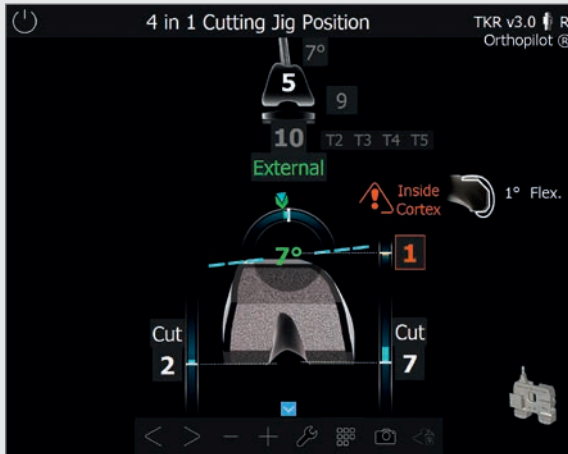 4 in 1 Cutting Jig Position
TKR v3.0 R
Orthopilot ®
7°
5
9
10
T2 T3 T4 T5
External
Inside
Cortex
1° Flex.
7°
1
Cut
2
Cut
7